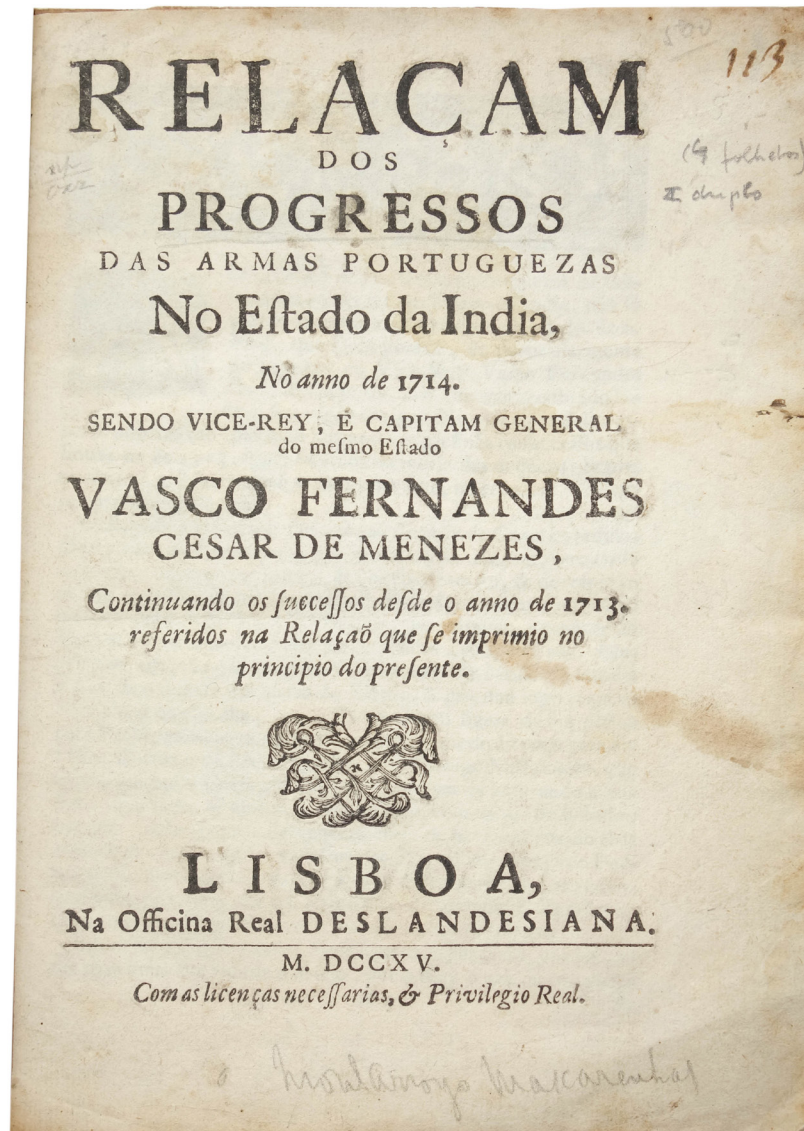 500
113
RELAÇAM
(4 folhetos)
DOS
I duplo
PROGRESSOS
DAS ARMAS PORTUGUEZAS
No Eſtado da India,
No anno de 1714.
SENDO VICE-REY, E CAPITAM GENERAL
do meſmo Eſtado
VASCO FERNANDES
CESAR DE MENEZES,
Continuando os ſucceſſos deſde o anno de 1713.
referidos na Relaçaõ que ſe imprimio no
principio do preſente.
LISBOA,
Na Officina Real DESLANDESIANA.
M. DCCXV.
Com as licenças neceſſarias, & Privilegio Real.